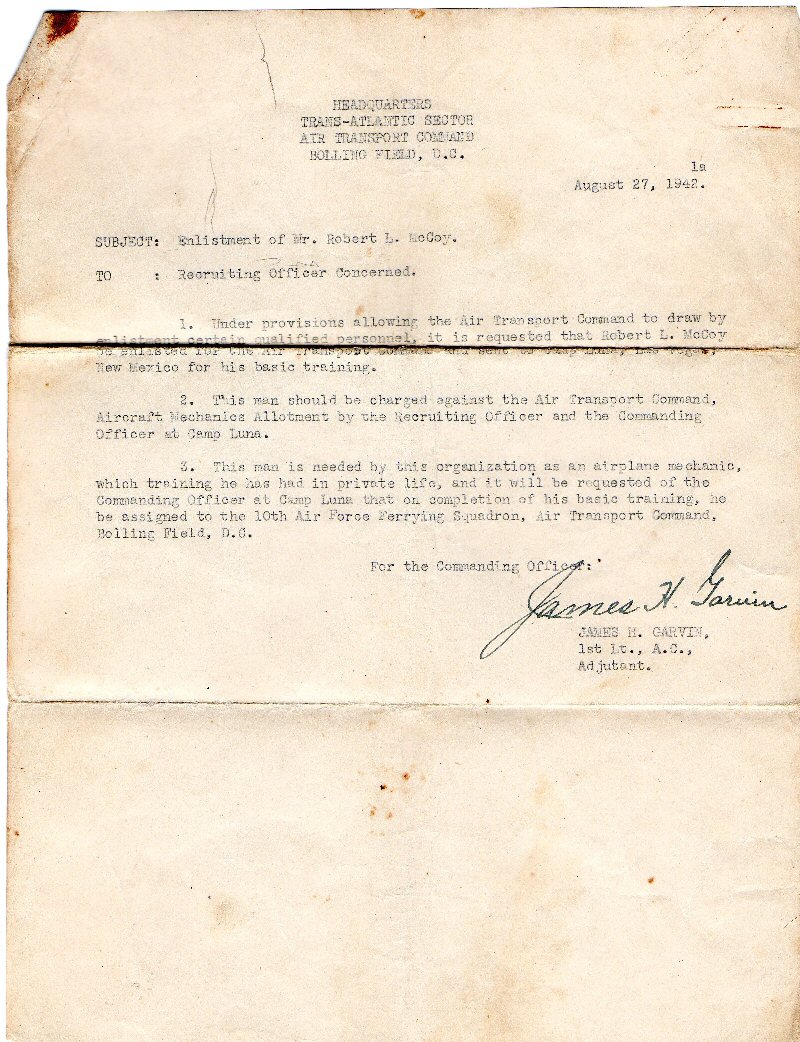 HEADQUARTERS
TRANS-ATLANTIC SECTOR
AIR TRANSPORT COMMAND
BOLLING FIELD, D.C.
1a
August 27, 1942.
SUBJECT: Enlistment of Mr. Robert L. McCoy.
TO : Recruiting Officer Concerned.
1. Under provisions allowing the Air Transport Command to draw by
enlistment certain qualified personnel, it is requested that Robert L. McCoy
be enlisted for the Air Transport Command and sent to Camp Luna, Las Vegas,
New Mexico for his basic training.
2. This man should be charged against the Air Transport Command,
Aircraft Mechanics Allotment by the Recruiting Officer and the Commanding
Officer at Camp Luna.
3. This man is needed by this organization as an airplane mechanic,
which training he has had in private life, and it will be requested of the
Commanding Officer at Camp Luna that on completion of his basic training, he
be assigned to the 10th Air Force Ferrying Squadron, Air Transport Command,
Bolling Field, D.C.
For the Commanding Officer:
James H. Garvin
JAMES H. GARVIN,
1st Lt., A.C.,
Adjutant.